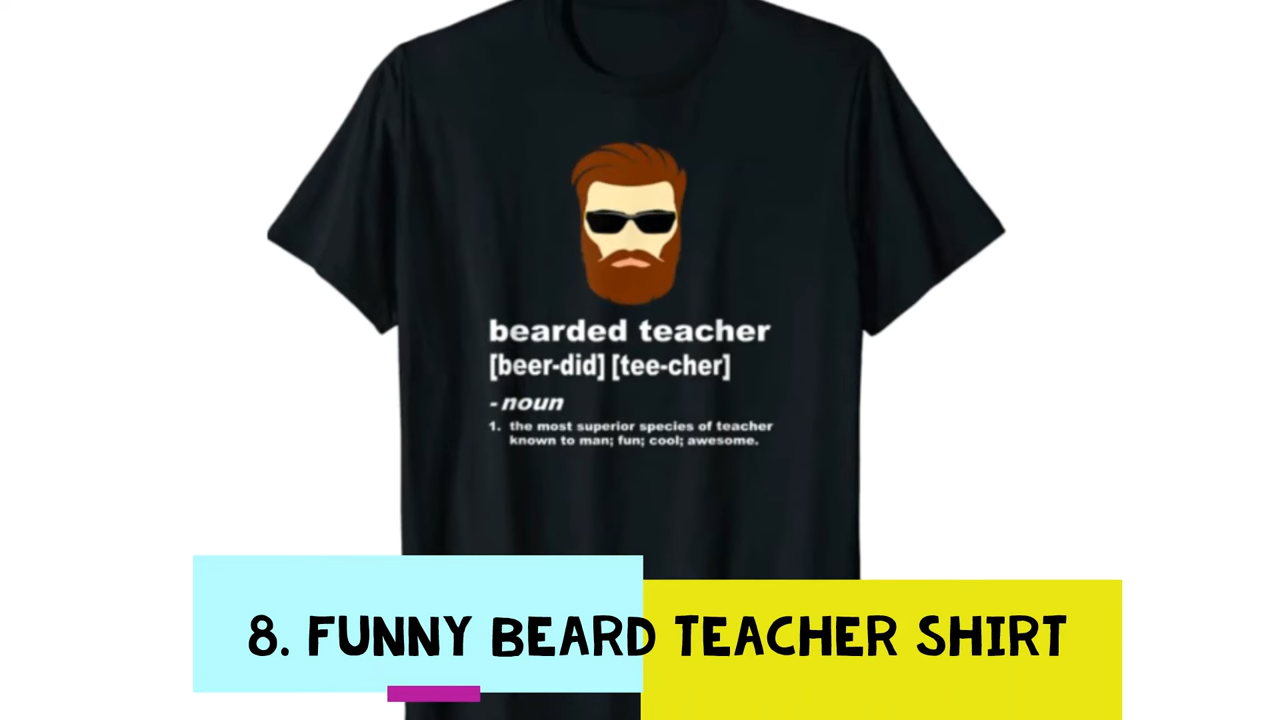 bearded teacher
[beer-did] [tee-cher]
- noun
1. the most superior species of teacher
known to man; fun; cool; awesome.
8. FUNNY BEARD TEACHER SHIRT